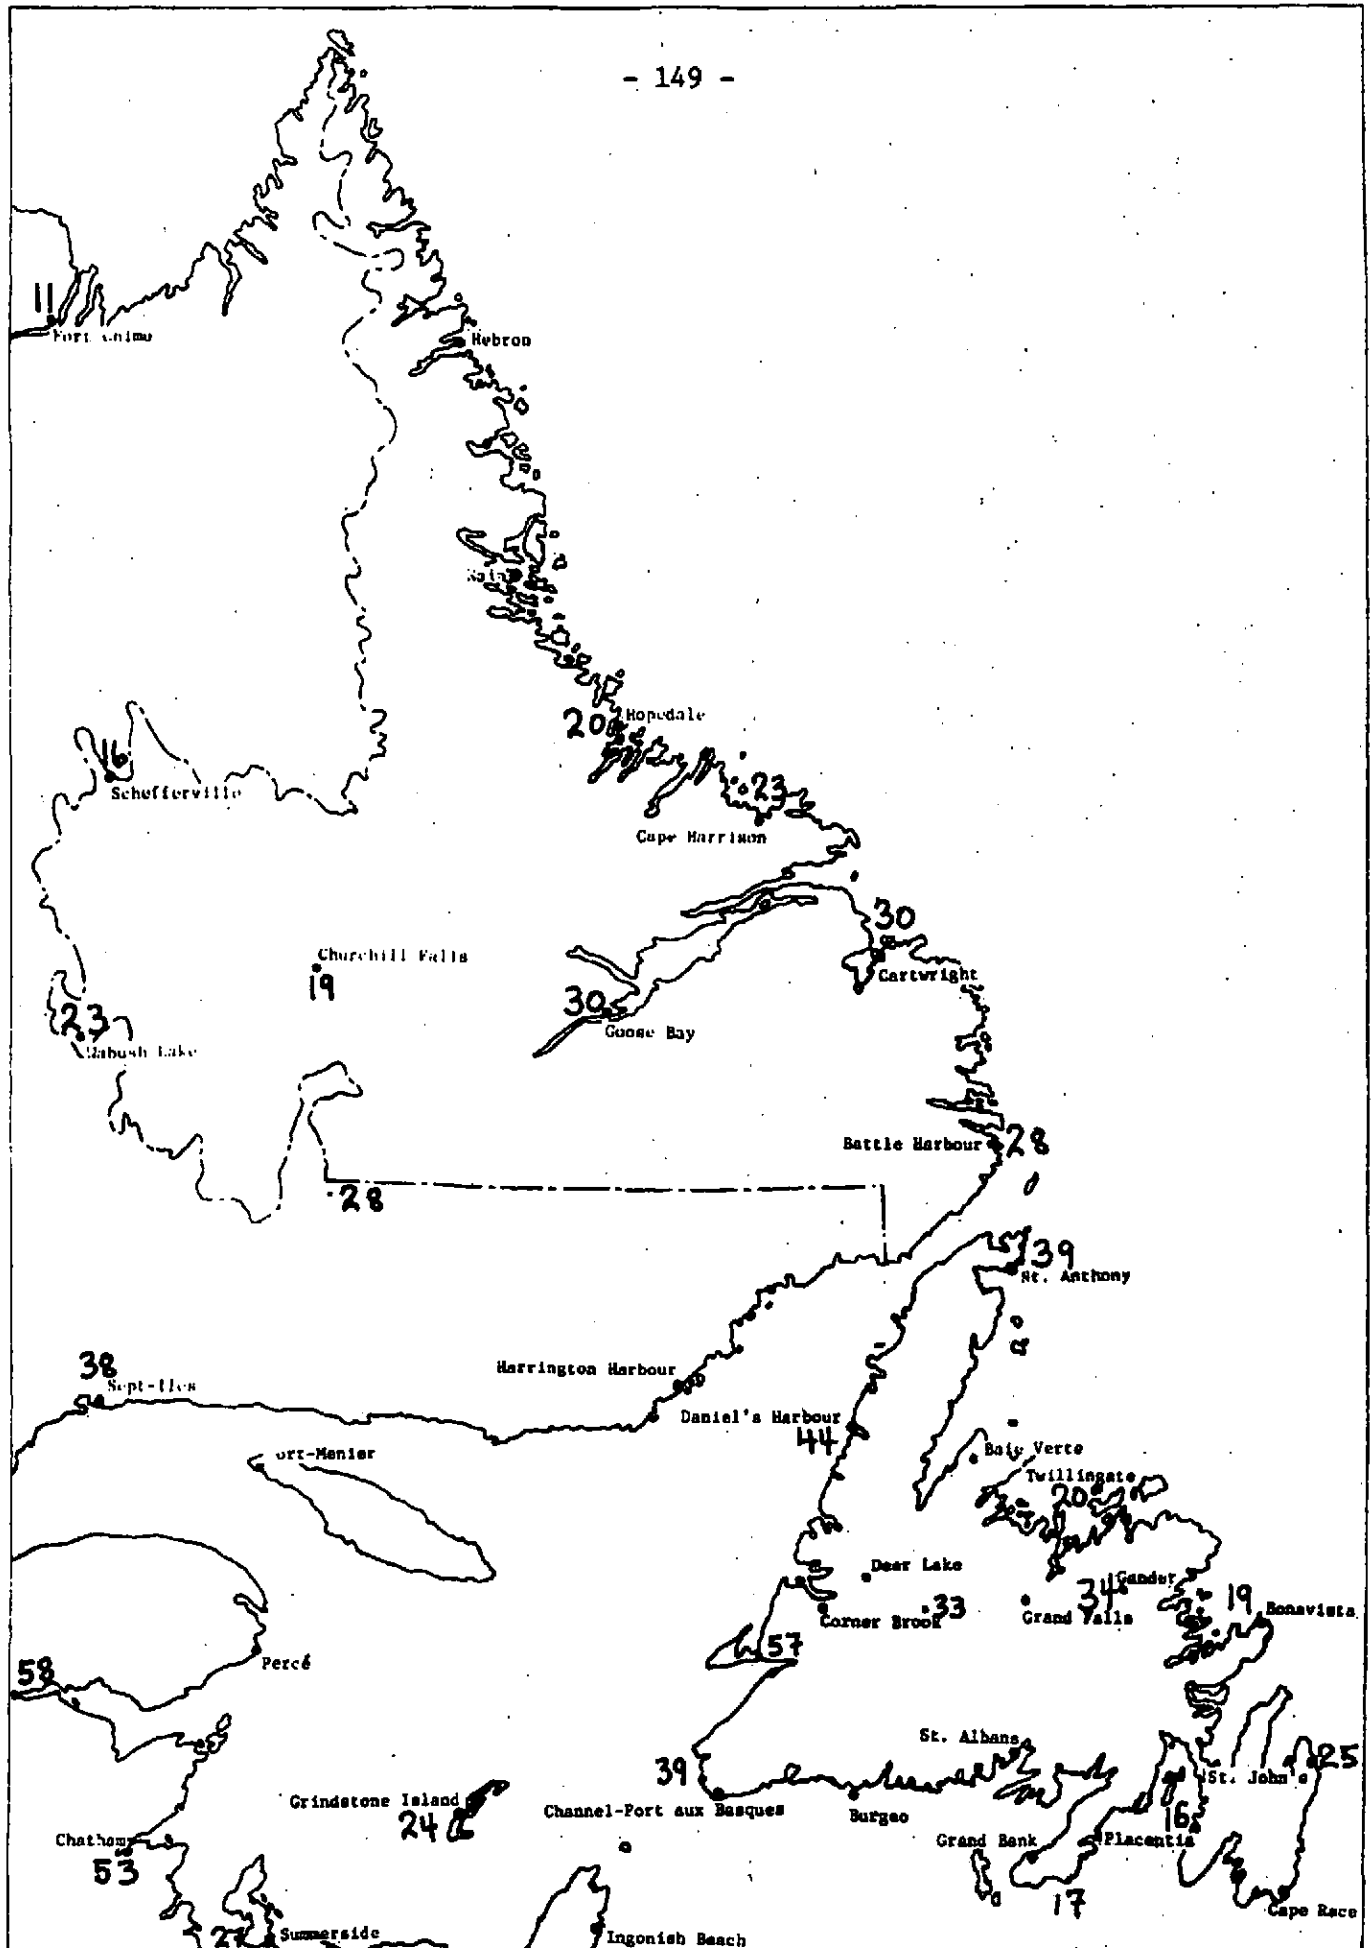 - 149 -
11
Hebron
20 Hopedale
16
Schefferville
23
Cape Harrison
30
Cartwright
Churchill Falls
19
30
Goose Bay
23
Wabush Lake
Battle Harbour 28
28
39
St. Anthony
38
Sept-Iles
Harrington Harbour
Daniel's Harbour
44
Baie Verte
Twillingate
20
Deer Lake
Gander
34
33
Corner Brook
Grand Falls
19
Bonavista
57
Percé
58
St. Albans
25
St. John's
39
Channel-Port aux Basques
Burgeo
Grindstone Island
24
16
Placentia
Grand Bank
17
Chatham
53
Cape Race
Summerside
Ingonish Beach